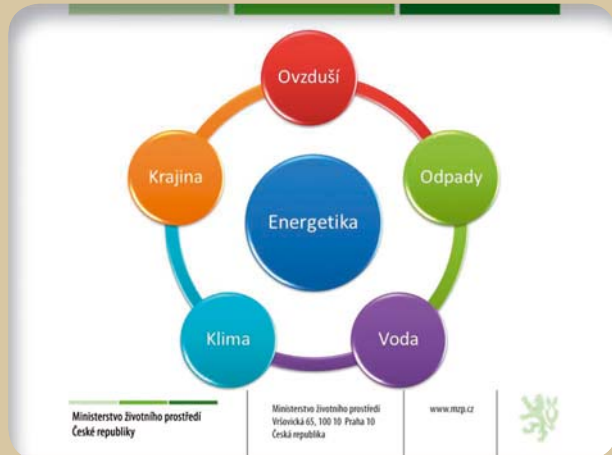 Ovzduší
Krajina
Odpady
Energetika
Klima
Voda
Ministerstvo životního prostředí
České republiky
Ministerstvo životního prostředí
Vršovická 65, 100 10 Praha 10
Česká republika
www.mzp.cz